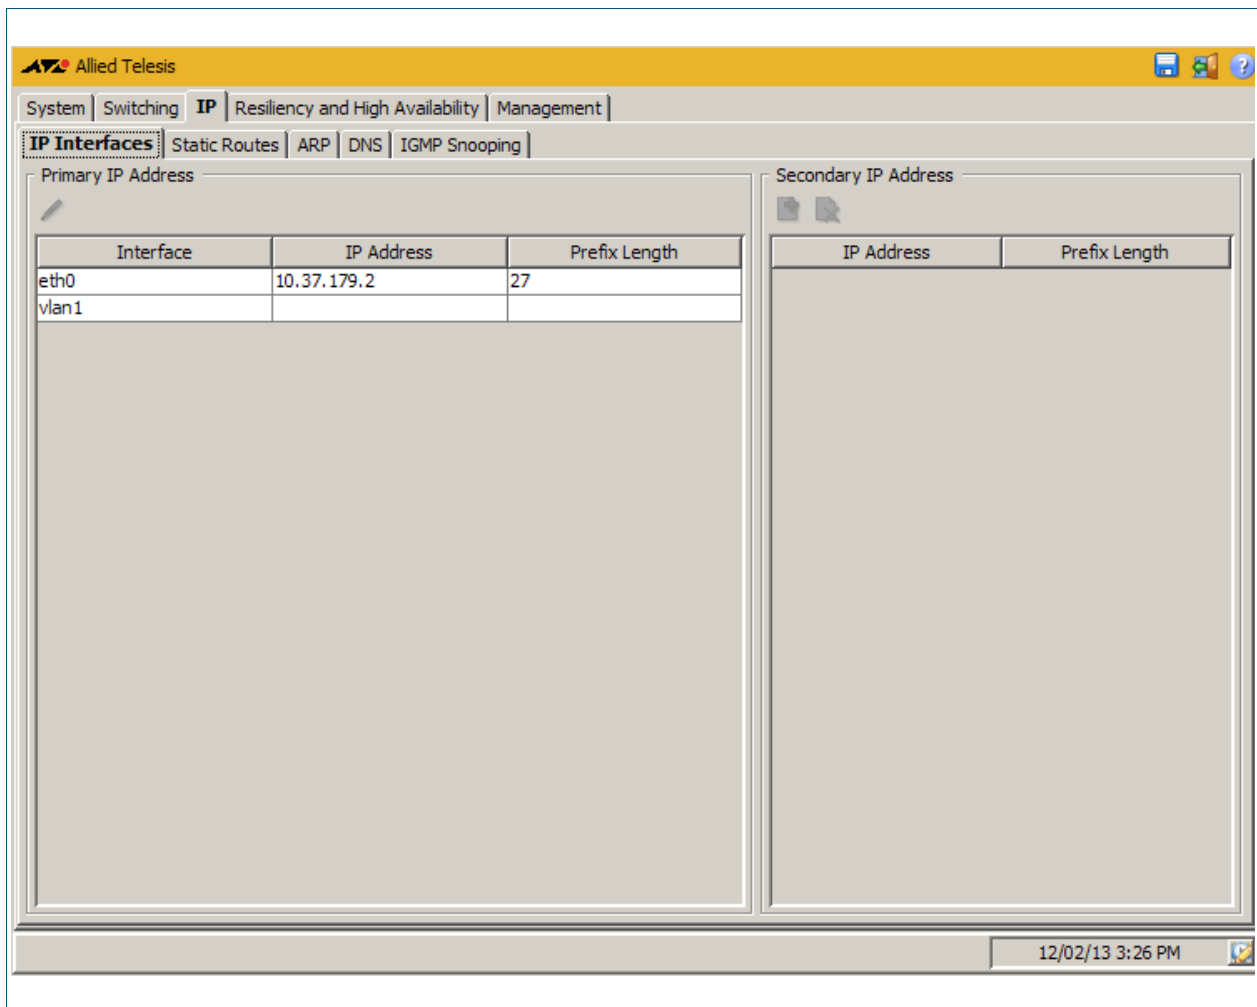 Allied Telesis
System Switching IP Resiliency and High Availability Management
IP Interfaces Static Routes ARP DNS IGMP Snooping
Primary IP Address
Interface IP Address Prefix Length
eth0 10.37.179.2 27
vlan1
Secondary IP Address
IP Address Prefix Length
12/02/13 3:26 PM